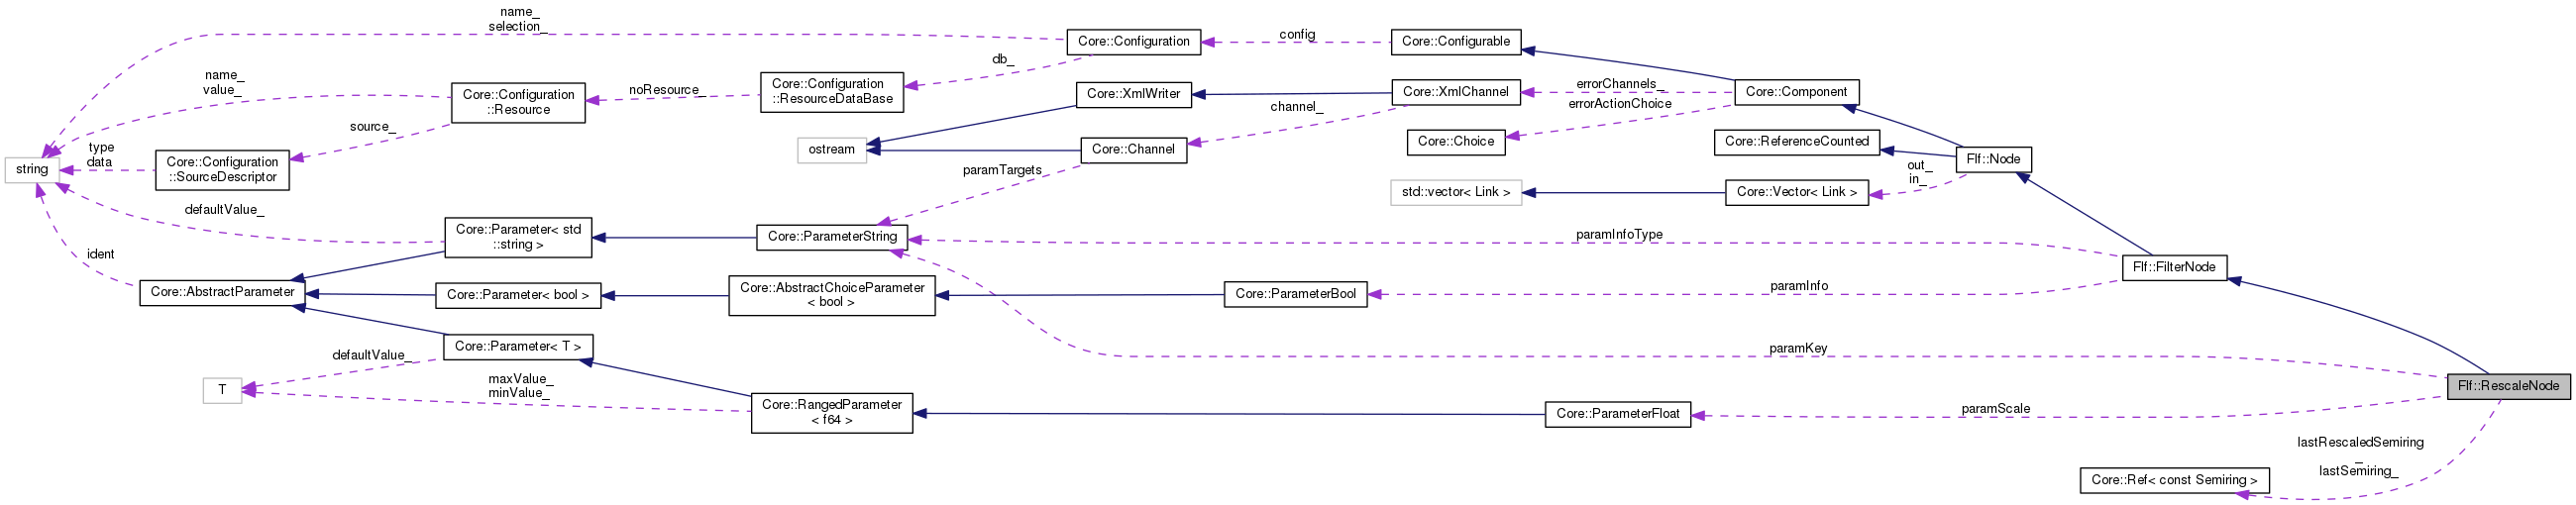 name_
selection_
Core::Configuration
config
Core::Configurable
db_
name_
value_
Core::Configuration
::Resource
noResource_
Core::Configuration
::ResourceDataBase
Core::XmlWriter
Core::XmlChannel
errorChannels_
errorActionChoice
Core::Component
channel_
source_
type
data
string
Core::Configuration
::SourceDescriptor
ostream
Core::Channel
Core::Choice
Core::ReferenceCounted
Flf::Node
out_
in_
paramTargets
std::vector< Link >
Core::Vector< Link >
defaultValue_
Core::Parameter< std
::string >
Core::ParameterString
paramInfoType
ident
Flf::FilterNode
Core::AbstractParameter
Core::Parameter< bool >
Core::AbstractChoiceParameter
< bool >
Core::ParameterBool
paramInfo
Core::Parameter< T >
defaultValue_
paramKey
T
maxValue_
minValue_
Core::RangedParameter
< f64 >
Core::ParameterFloat
paramScale
Flf::RescaleNode
lastRescaledSemiring
_
lastSemiring_
Core::Ref< const Semiring >